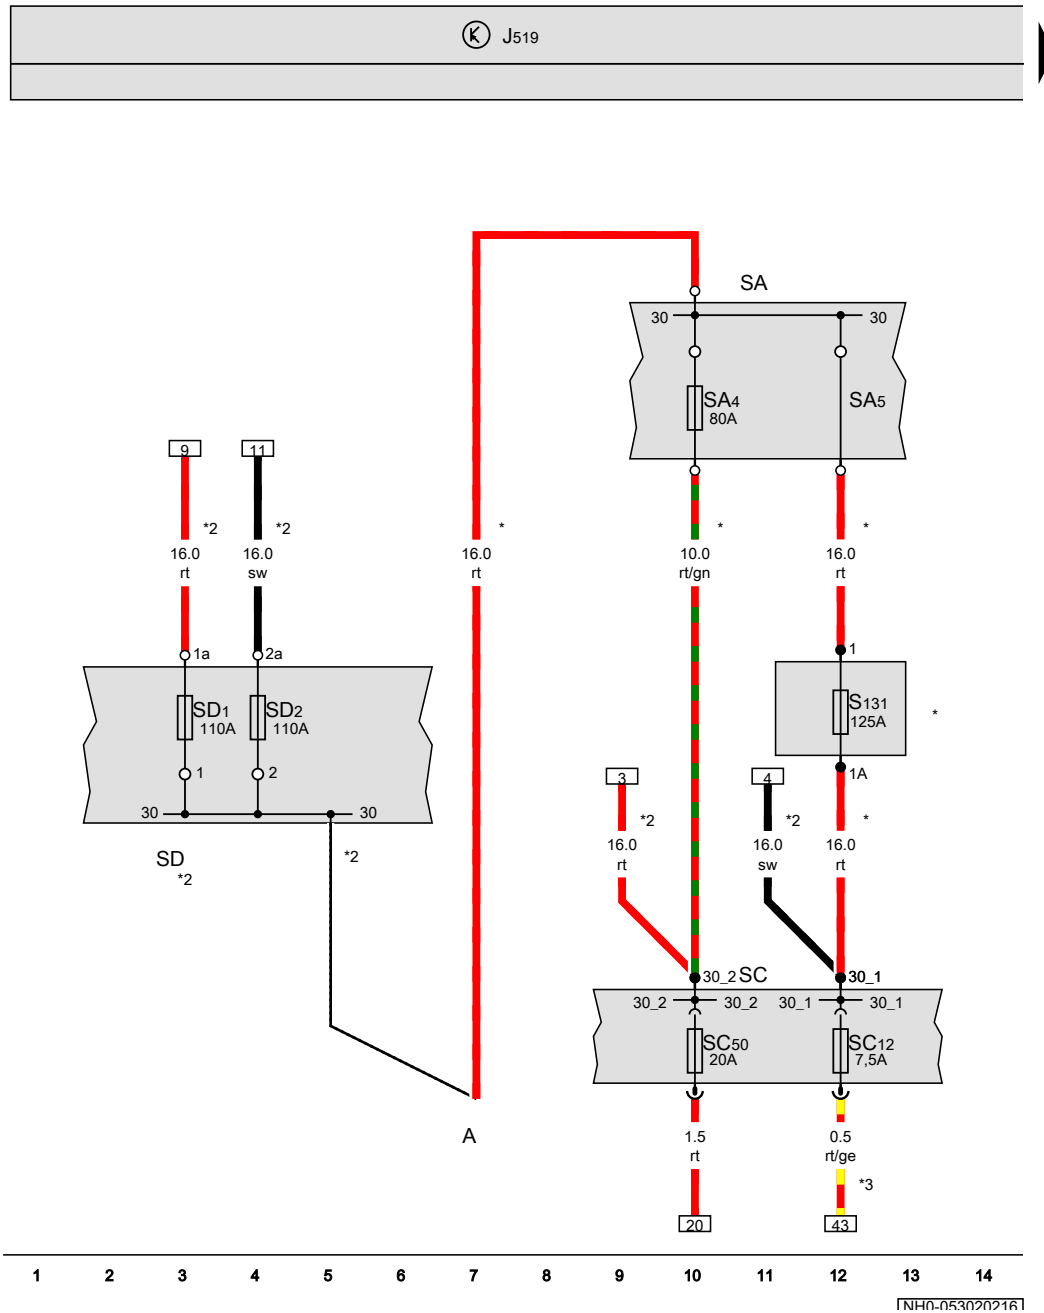 J519
SA
30
30
SA4
80A
SA5
9
11
*2
*2
*
*
*
16.0
rt
16.0
sw
16.0
rt
10.0
rt/gn
16.0
rt
1a
2a
1
SD1
110A
SD2
110A
S131
125A
*
1
2
3
4
1A
30
30
*2
*2
*
16.0
rt
16.0
sw
16.0
rt
SD
*2
*2
30_2
SC
30_1
30_2
30_2
30_1
30_1
SC50
20A
SC12
7,5A
A
1.5
rt
0.5
rt/ge
*3
20
43
1 2 3 4 5 6 7 8 9 10 11 12 13 14
NH0-053020216